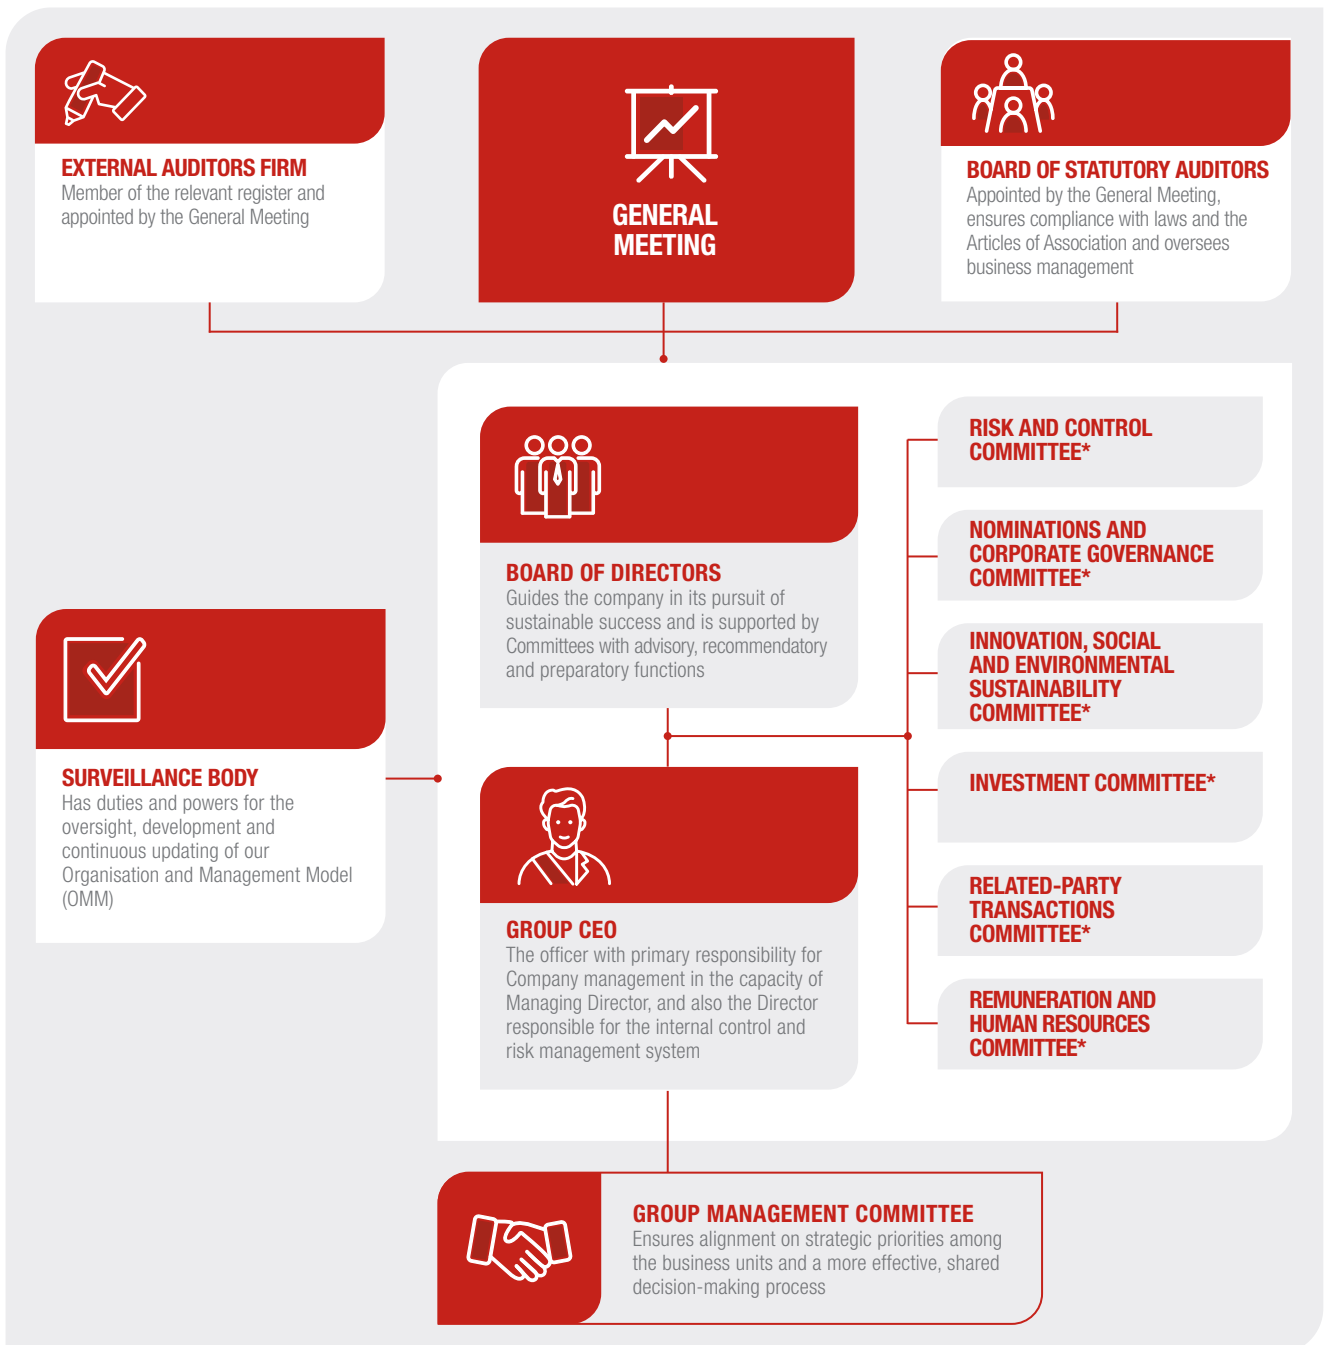 EXTERNAL AUDITORS FIRM
Member of the relevant register and
appointed by the General Meeting
GENERAL
MEETING
BOARD OF STATUTORY AUDITORS
Appointed by the General Meeting,
ensures compliance with laws and the
Articles of Association and oversees
business management
BOARD OF DIRECTORS
Guides the company in its pursuit of
sustainable success and is supported by
Committees with advisory, recommendatory
and preparatory functions
RISK AND CONTROL
COMMITTEE*
NOMINATIONS AND
CORPORATE GOVERNANCE
COMMITTEE*
INNOVATION, SOCIAL
AND ENVIRONMENTAL
SUSTAINABILITY
COMMITTEE*
INVESTMENT COMMITTEE*
RELATED-PARTY
TRANSACTIONS
COMMITTEE*
REMUNERATION AND
HUMAN RESOURCES
COMMITTEE*
SURVEILLANCE BODY
Has duties and powers for the
oversight, development and
continuous updating of our
Organisation and Management Model
(OMM)
GROUP CEO
The officer with primary responsibility for
Company management in the capacity of
Managing Director, and also the Director
responsible for the internal control and
risk management system
GROUP MANAGEMENT COMMITTEE
Ensures alignment on strategic priorities among
the business units and a more effective, shared
decision-making process